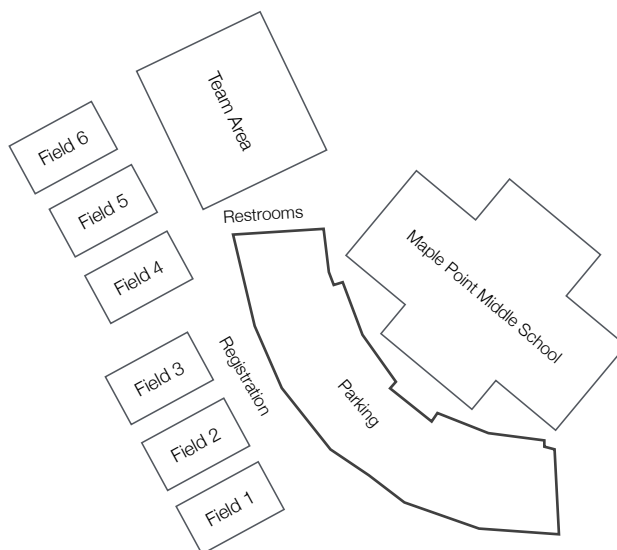 Team Area
Field 6
Field 5
Restrooms
Field 4
Maple Point Middle School
Registration
Field 3
Parking
Field 2
Field 1